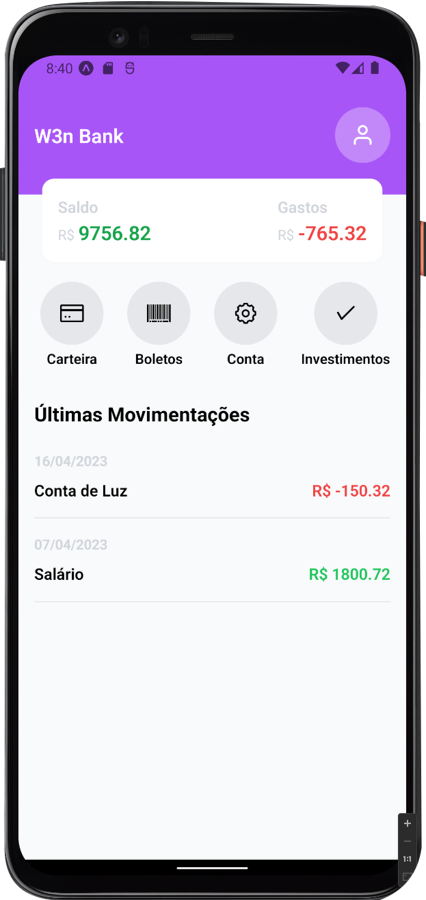 8:40
W3n Bank
Saldo Gastos
R$ 9756.82 R$ -765.32
Carteira Boletos Conta Investimentos
Últimas Movimentações
16/04/2023
Conta de Luz R$ -150.32
07/04/2023
Salário R$ 1800.72
1:1